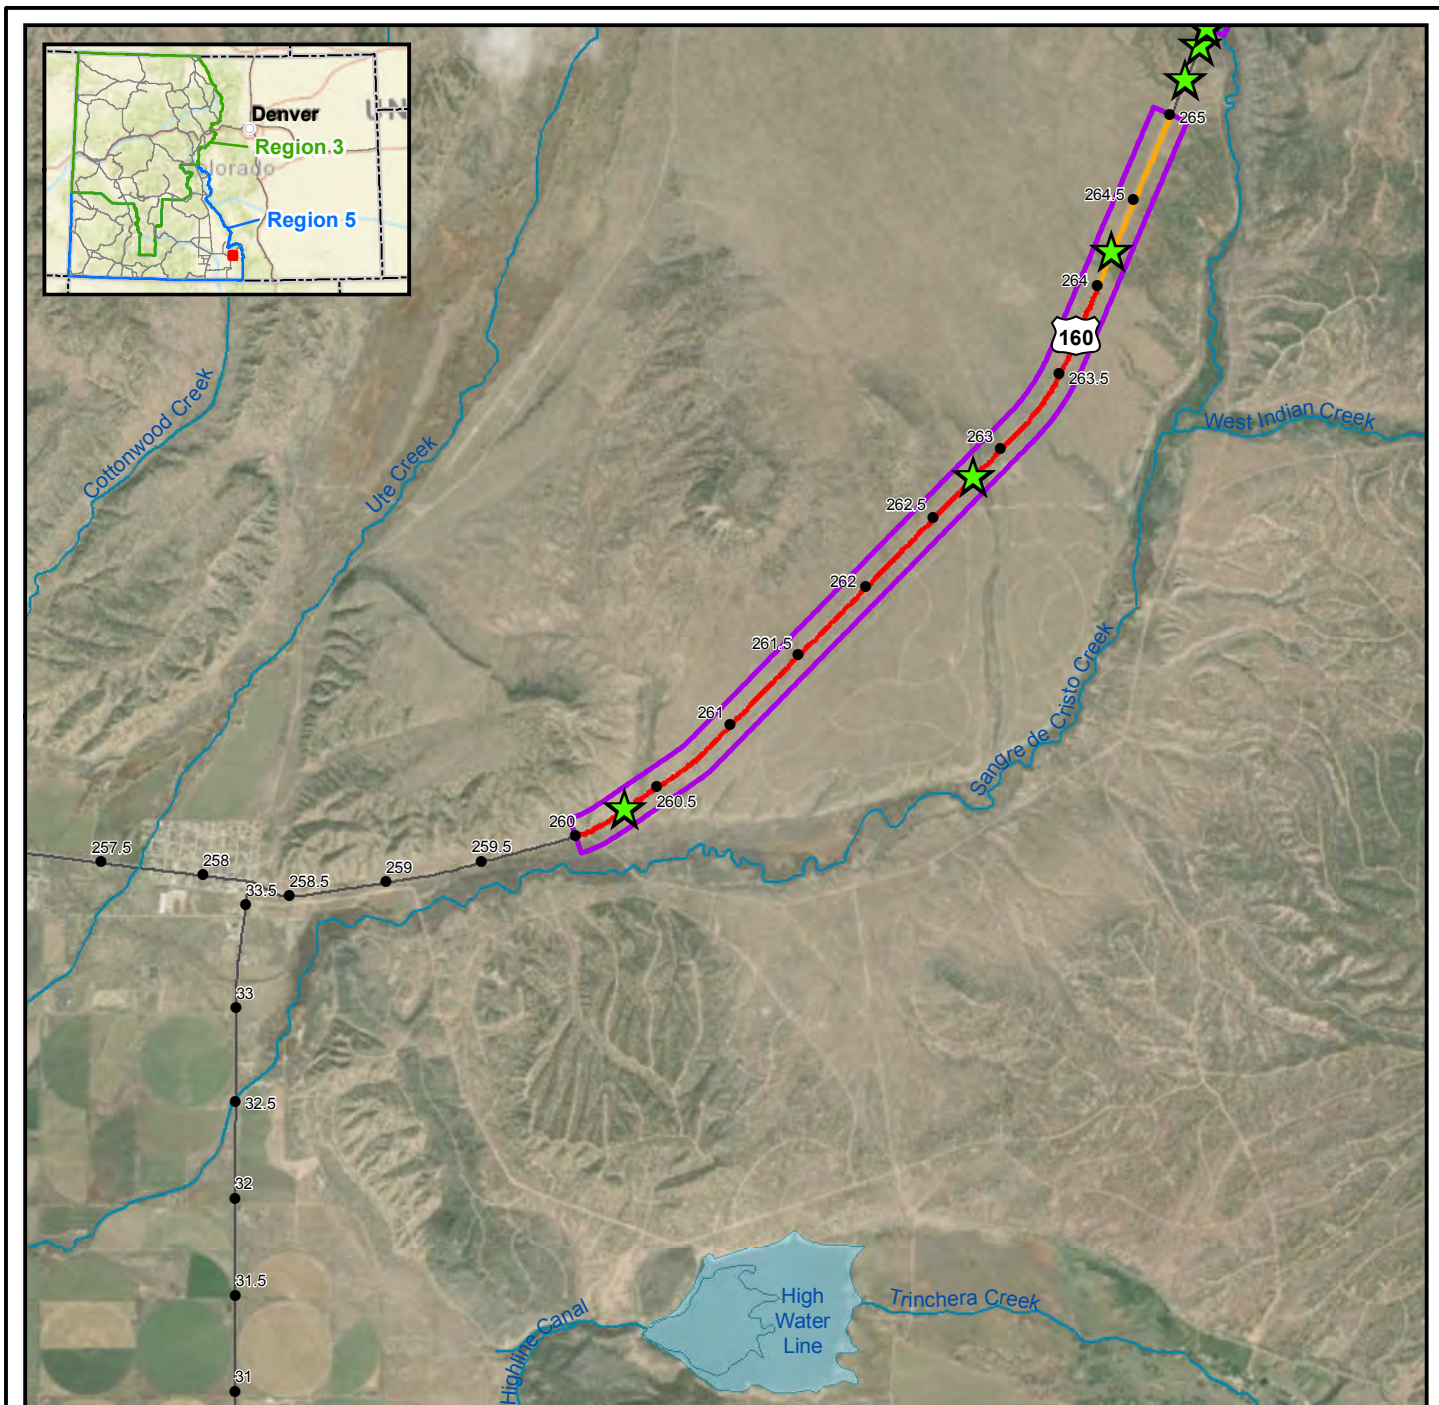 Denver
UN
Region 3
lorado
Region 5
265
264.5
264
160
263.5
West Indian Creek
Cottonwood Creek
Ute Creek
263
262.5
262
261.5
Sangre de Cristo Creek
261
260.5
260
259.5
257.5
258
259
258.5
33.5
33
32.5
32
31.5
High
Water
Line
Trinchera Creek
Highline Canal
31